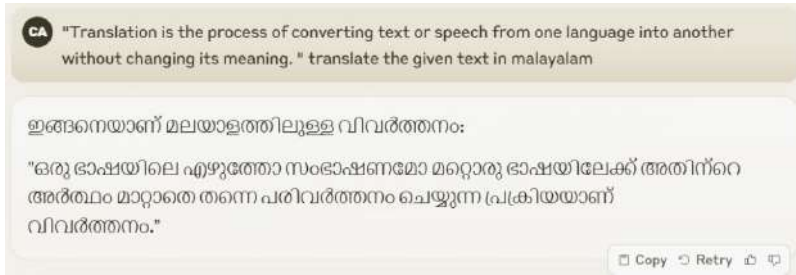 CA "Translation is the process of converting text or speech from one language into another
without changing its meaning. " translate the given text in malayalam
ഇങ്ങനെയാണ് മലയാളത്തിലുള്ള വിവർത്തനം:
"ഒരു ഭാഷയിലെ എഴുത്തോ സംഭാഷണമോ മറ്റൊരു ഭാഷയിലേക്ക് അതിന്റെ
അർത്ഥം മാറ്റാതെ തന്നെ പരിവർത്തനം ചെയ്യുന്ന പ്രക്രിയയാണ്
വിവർത്തനം."
Copy Retry